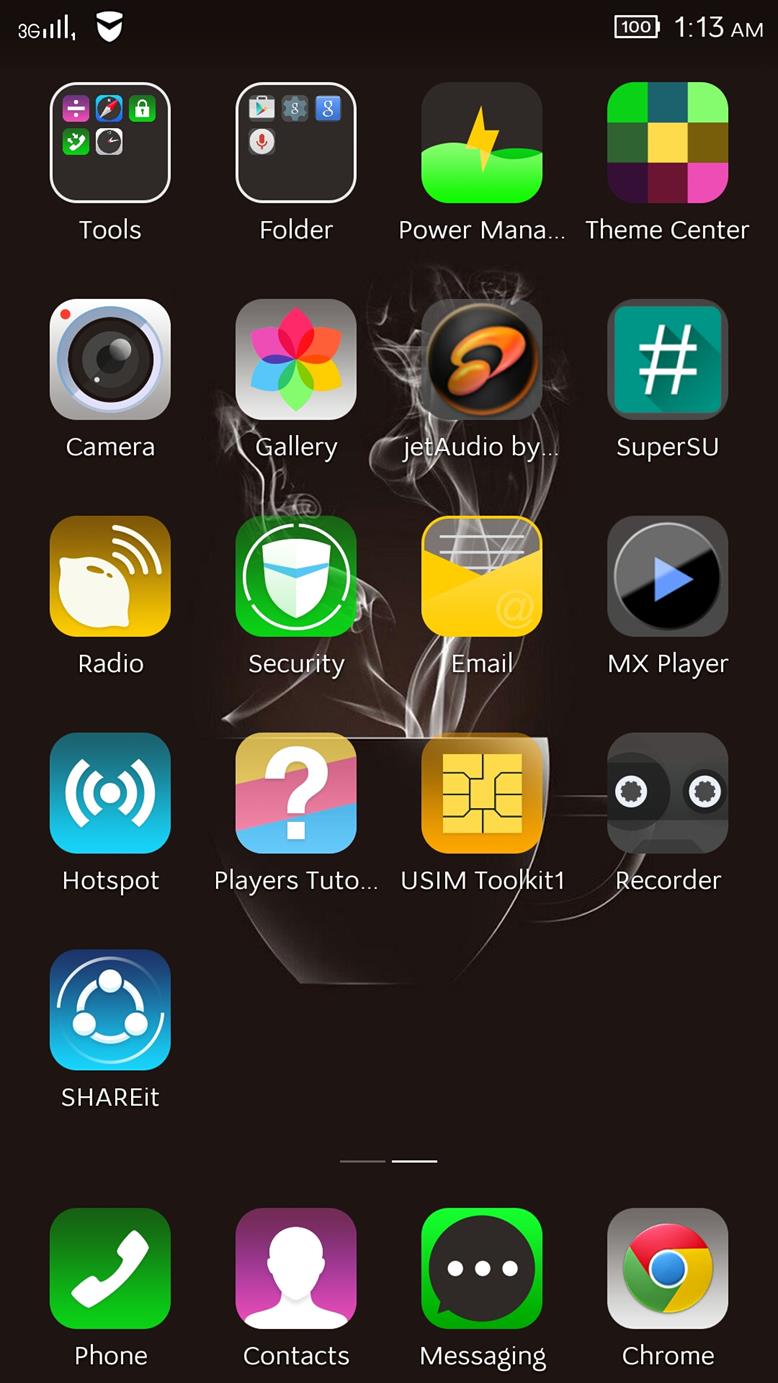 3G 1 100 1:13 AM
Tools Folder Power Mana... Theme Center
Camera Gallery jetAudio by... SuperSU
Radio Security Email MX Player
Hotspot Players Tuto... USIM Toolkit1 Recorder
SHAREit
Phone Contacts Messaging Chrome